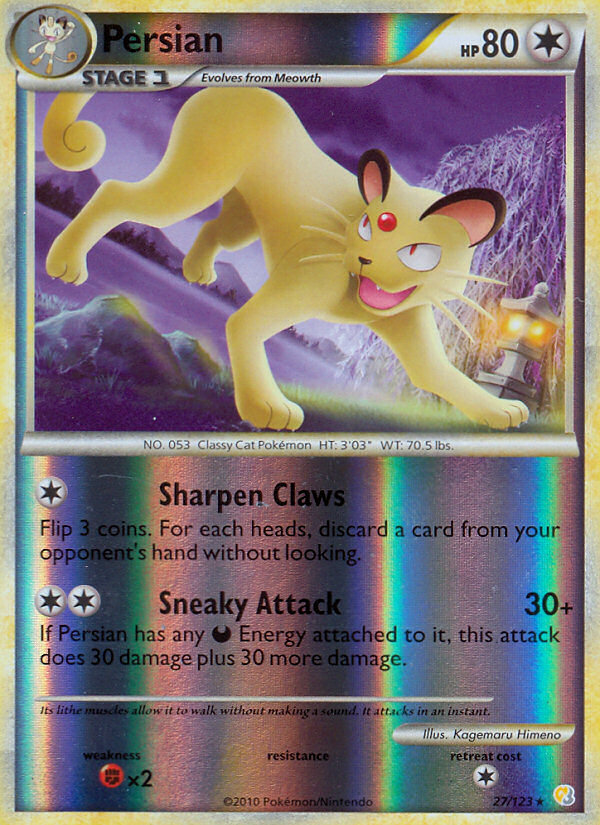 Persian
HP 80
STAGE 1 Evolves from Meowth
NO. 053 Classy Cat Pokémon HT: 3'03" WT: 70.5 lbs.
Sharpen Claws
Flip 3 coins. For each heads, discard a card from your
opponent's hand without looking.
Sneaky Attack 30+
If Persian has any Energy attached to it, this attack
does 30 damage plus 30 more damage.
Its lithe muscles allow it to walk without making a sound. It attacks in an instant.
Illus. Kagemaru Himeno
weakness resistance retreat cost
×2
©2010 Pokémon/Nintendo 27/123 ★